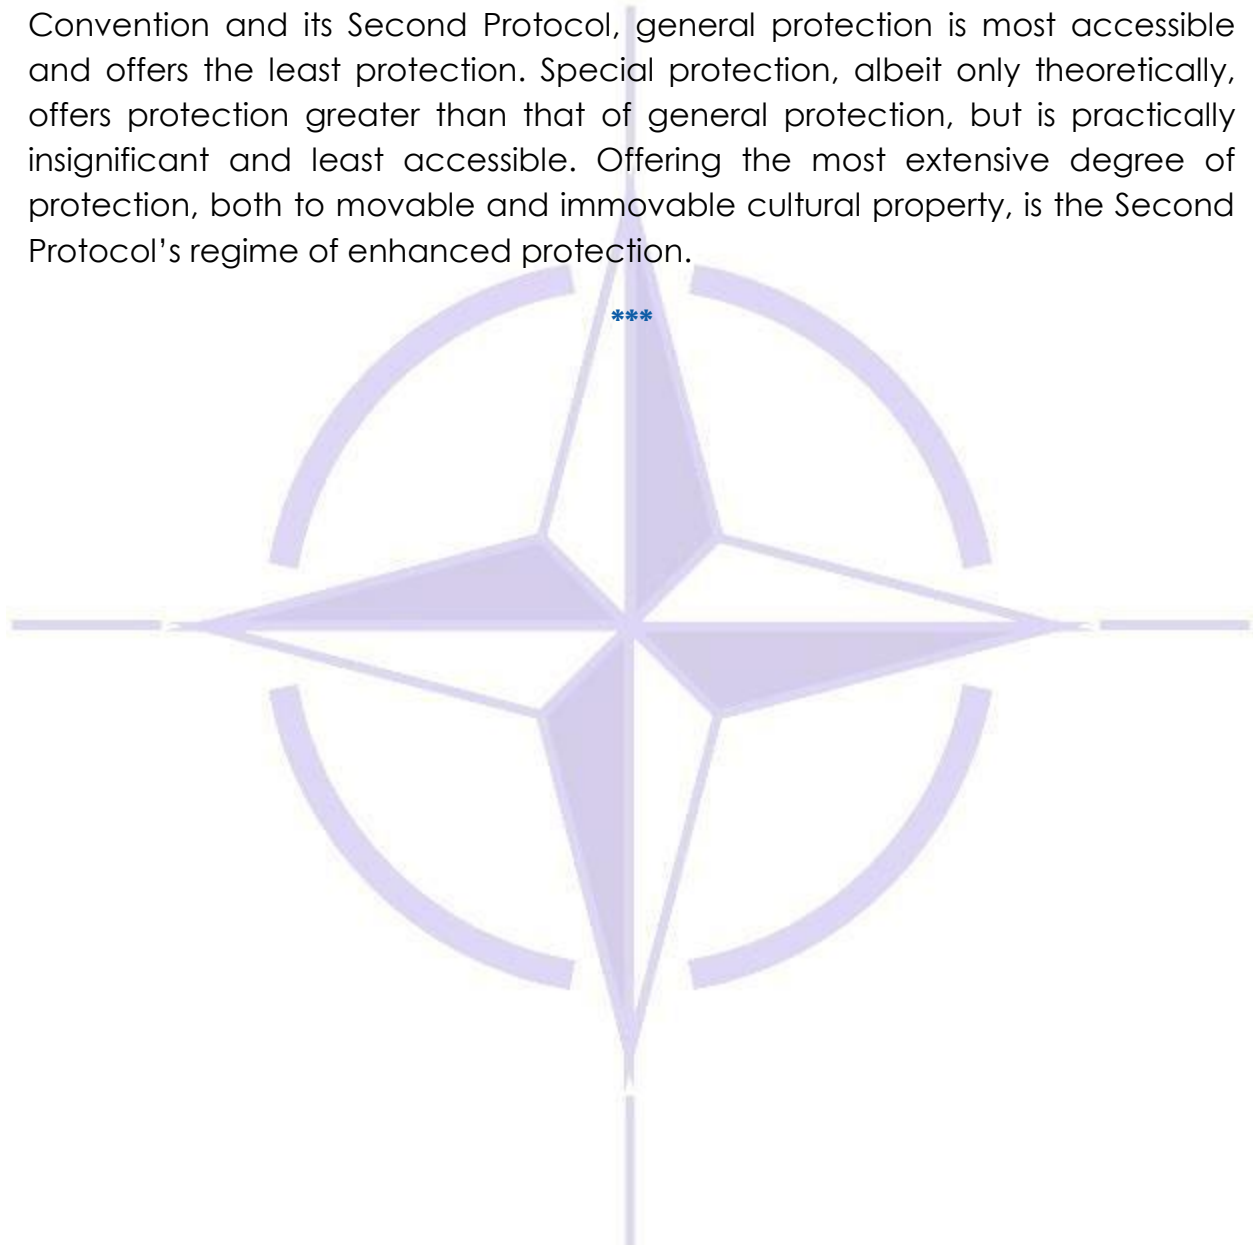 Convention and its Second Protocol, general protection is most accessible
and offers the least protection. Special protection, albeit only theoretically,
offers protection greater than that of general protection, but is practically
insignificant and least accessible. Offering the most extensive degree of
protection, both to movable and immovable cultural property, is the Second
Protocol’s regime of enhanced protection.
***